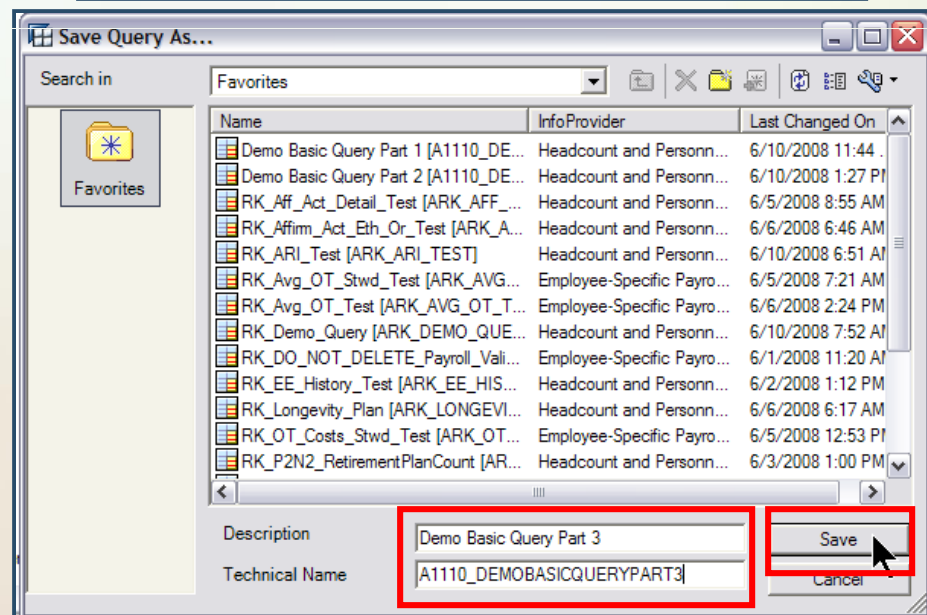 Save Query As...
Search in
Favorites
Favorites
Name InfoProvider Last Changed On
Demo Basic Query Part 1 [A1110_DE... Headcount and Personn... 6/10/2008 11:44 .
Demo Basic Query Part 2 [A1110_DE... Headcount and Personn... 6/10/2008 1:27 PM
RK_Aff_Act_Detail_Test [ARK_AFF_... Headcount and Personn... 6/5/2008 8:55 AM
RK_Affirm_Act_Eth_Or_Test [ARK_A... Headcount and Personn... 6/6/2008 6:46 AM
RK_ARI_Test [ARK_ARI_TEST] Headcount and Personn... 6/10/2008 6:51 AM
RK_Avg_OT_Stwd_Test [ARK_AVG... Employee-Specific Payro... 6/5/2008 7:21 AM
RK_Avg_OT_Test [ARK_AVG_OT_T... Employee-Specific Payro... 6/6/2008 2:24 PM
RK_Demo_Query [ARK_DEMO_QUE... Headcount and Personn... 6/10/2008 7:52 AM
RK_DO_NOT_DELETE_Payroll_Vali... Employee-Specific Payro... 6/1/2008 11:20 AM
RK_EE_History_Test [ARK_EE_HIS... Headcount and Personn... 6/2/2008 1:12 PM
RK_Longevity_Plan [ARK_LONGEVI... Headcount and Personn... 6/6/2008 6:17 AM
RK_OT_Costs_Stwd_Test [ARK_OT... Employee-Specific Payro... 6/5/2008 12:53 PM
RK_P2N2_RetirementPlanCount [AR... Headcount and Personn... 6/3/2008 1:00 PM
Description Demo Basic Query Part 3 Save
Technical Name A1110_DEMOBASICQUERYPART3 Cancel